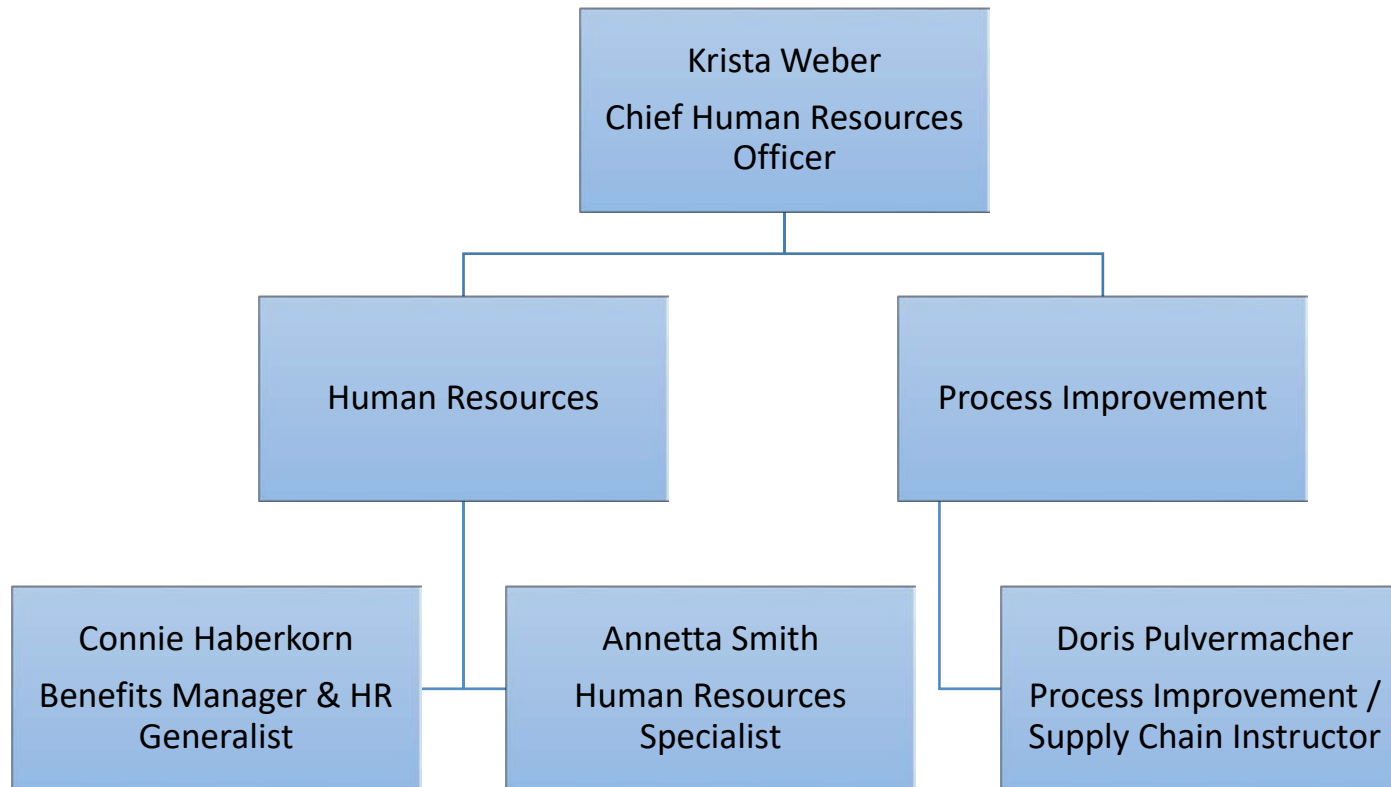 Krista Weber
Chief Human Resources
Officer
Human Resources
Process Improvement
Connie Haberkorn
Benefits Manager & HR
Generalist
Annetta Smith
Human Resources
Specialist
Doris Pulvermacher
Process Improvement /
Supply Chain Instructor